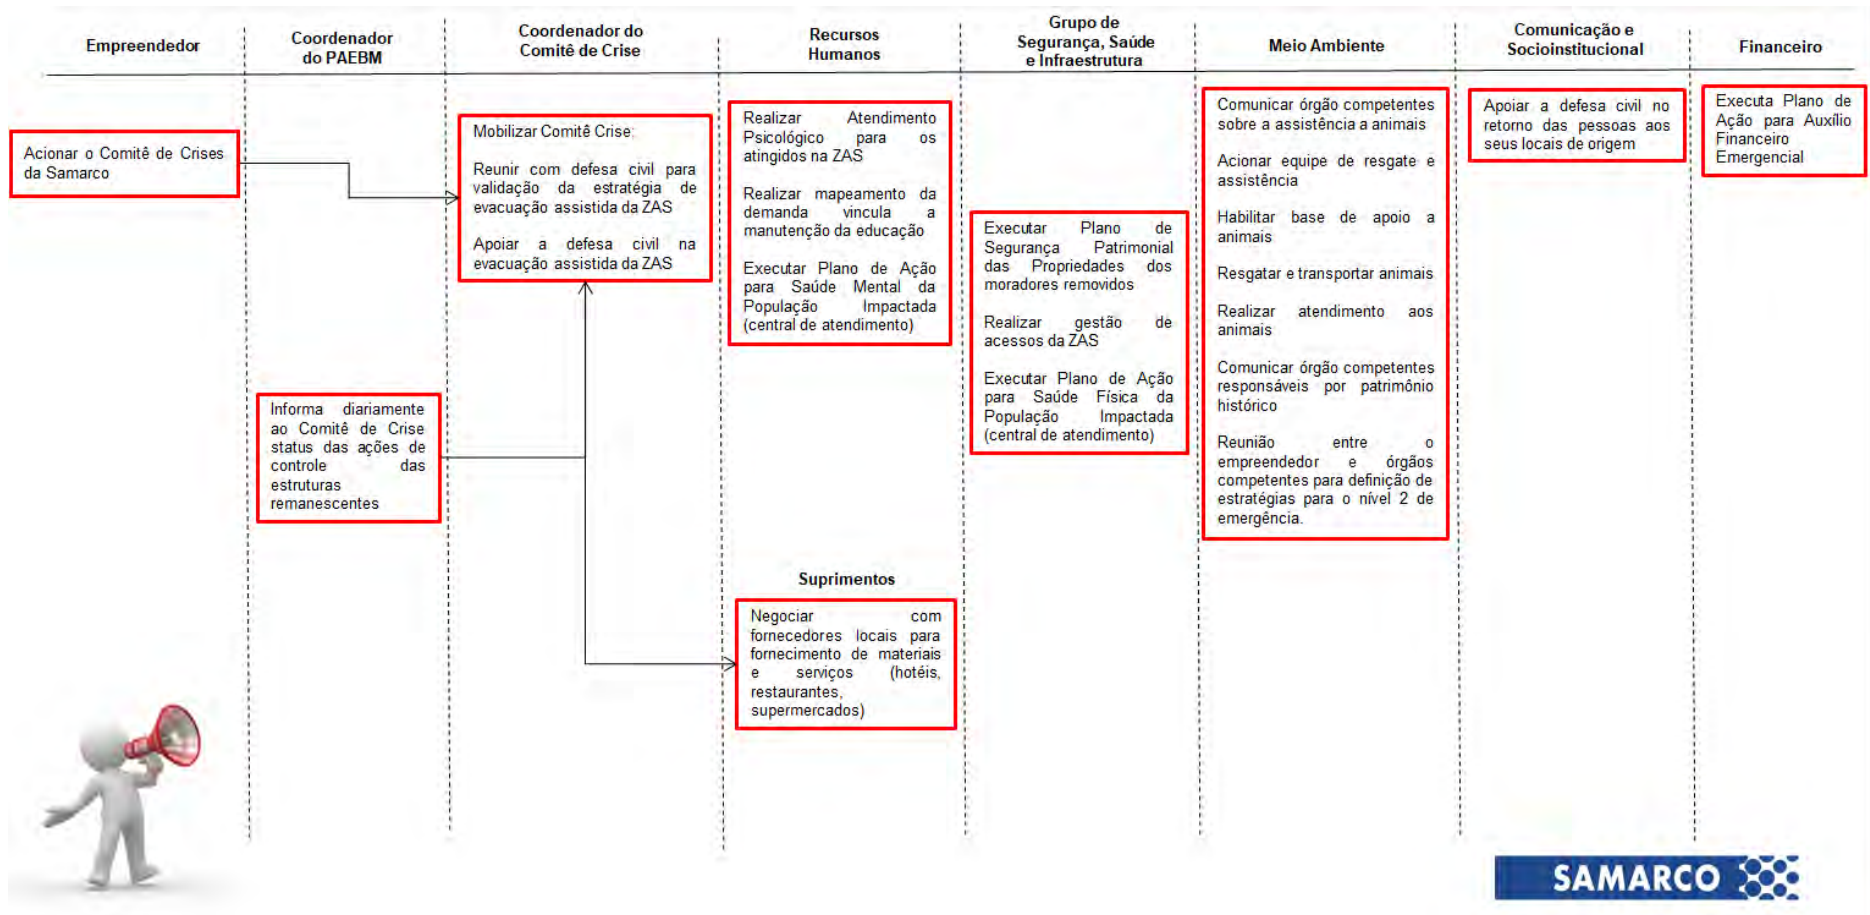 Empreendedor
Coordenador
do PAEBM
Coordenador do
Comitê de Crise
Recursos
Humanos
Grupo de
Segurança, Saúde
e Infraestrutura
Meio Ambiente
Comunicação e
Socioinstitucional
Financeiro
Acionar o Comitê de Crises
da Samarco
Informa diariamente
ao Comitê de Crise
status das ações de
controle das
estruturas
remanescentes
Mobilizar Comitê Crise:
Reunir com defesa civil para
validação da estratégia de
evacuação assistida da ZAS
Apoiar a defesa civil na
evacuação assistida da ZAS
Realizar Atendimento
Psicológico para os
atingidos na ZAS
Realizar mapeamento da
demanda vincula a
manutenção da educação
Executar Plano de Ação
para Saúde Mental da
População Impactada
(central de atendimento)
Suprimentos
Negociar com
fornecedores locais para
fornecimento de materiais
e serviços (hotéis,
restaurantes,
supermercados)
Executar Plano de
Segurança Patrimonial
das Propriedades dos
moradores removidos
Realizar gestão de
acessos da ZAS
Executar Plano de Ação
para Saúde Física da
População Impactada
(central de atendimento)
Comunicar órgão competentes
sobre a assistência a animais
Acionar equipe de resgate e
assistência
Habilitar base de apoio a
animais
Resgatar e transportar animais
Realizar atendimento aos
animais
Comunicar órgão competentes
responsáveis por patrimônio
histórico
Reunião entre o
empreendedor e órgãos
competentes para definição de
estratégias para o nível 2 de
emergência.
Apoiar a defesa civil no
retorno das pessoas aos
seus locais de origem
Executa Plano de
Ação para Auxílio
Financeiro
Emergencial
SAMARCO